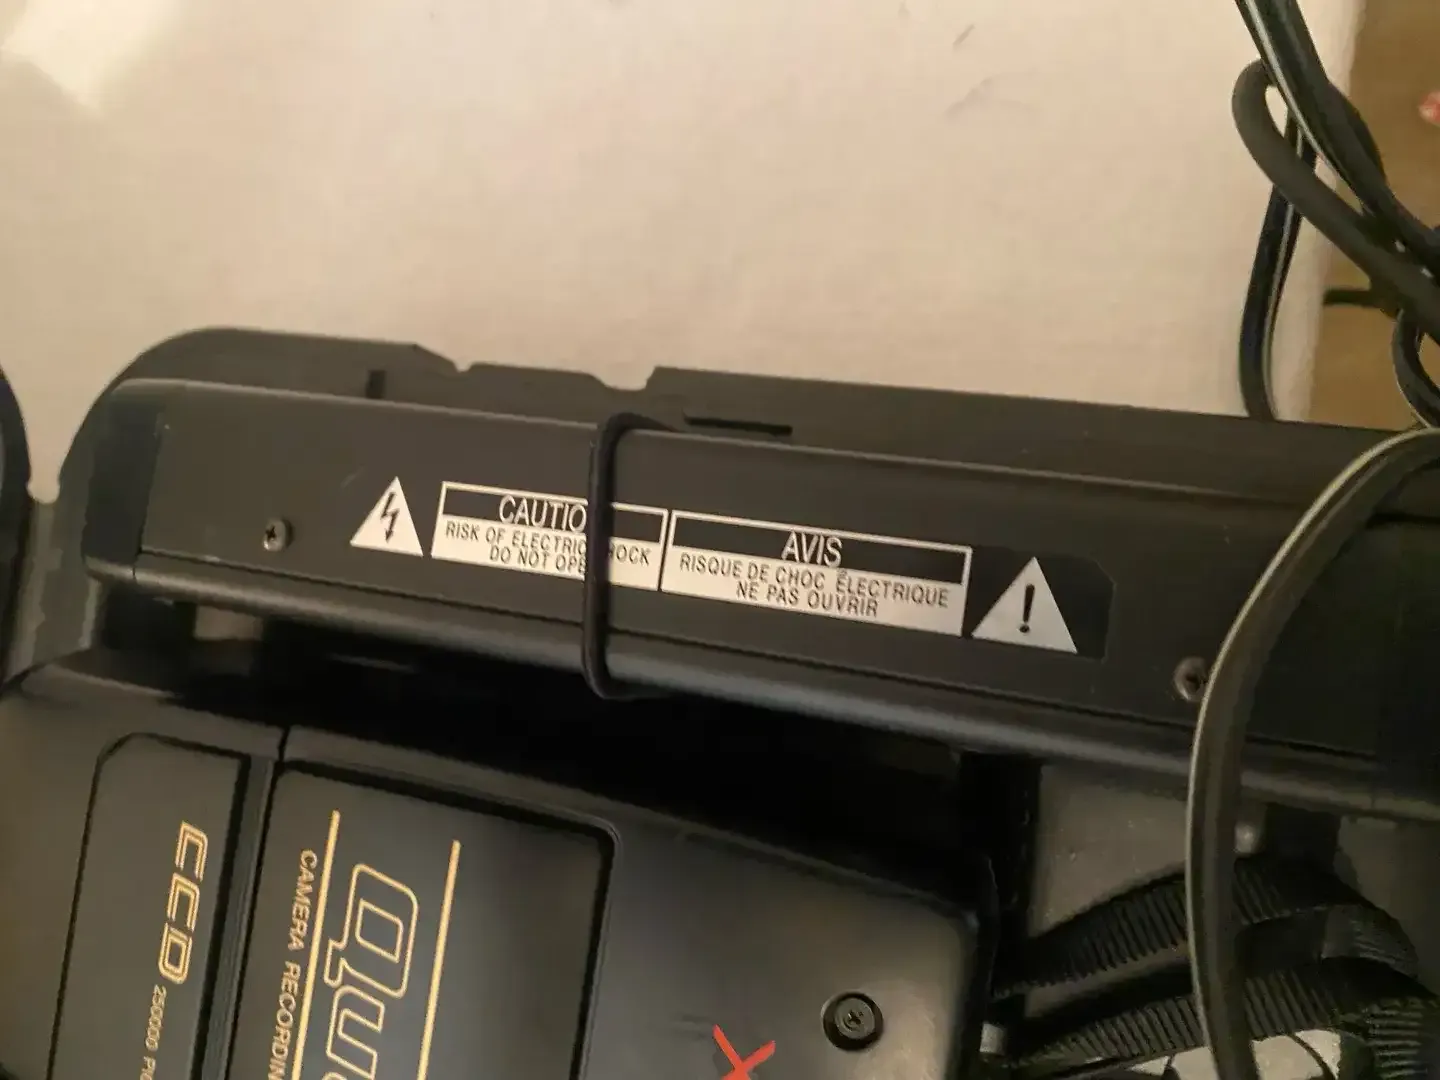 CAUTIO
RISK OF ELECTRIC HOCK
DO NOT OPE
AVIS
RISQUE DE CHOC ÉLECTRIQUE
NE PAS OUVRIR
!
CCD
250000
CAMERA RECORDIN